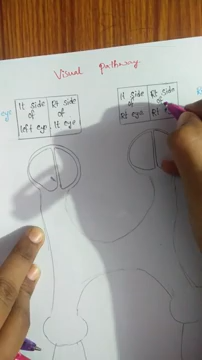 Visual Pathway
eye
lt side
of
left eye
Rt side
of
lt eye
lt side
of
Rt eye
Rt side
of
Rt
R